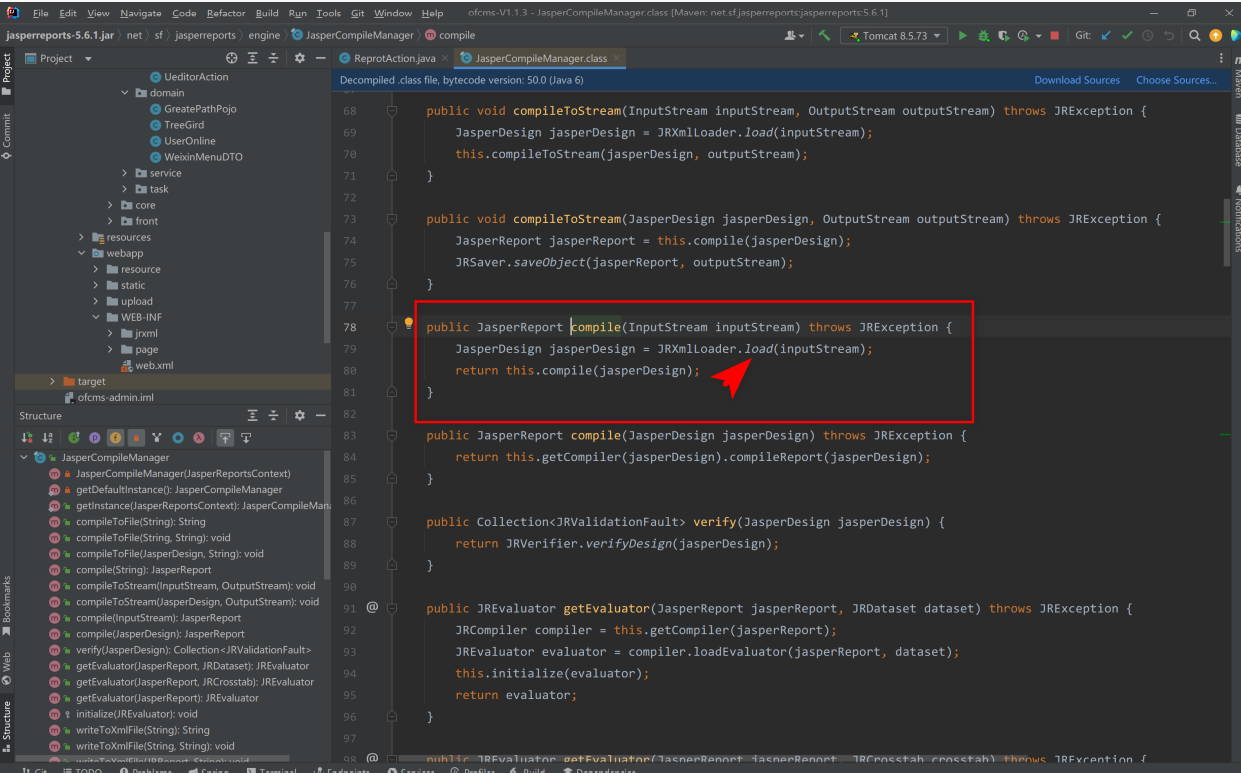 File Edit View Navigate Code Refactor Build Run Tools Git Window Help ofcms-V1.1.3 - JasperCompileManager.class [Maven: net.sf.jasperreports:jasperreports:5.6.1]
jasperreports-5.6.1.jar › net › sf › jasperreports › engine › JasperCompileManager › compile Tomcat 8.5.73 Git:
Project ReprotAction.java JasperCompileManager.class
Decompiled .class file, bytecode version: 50.0 (Java 6) Download Sources Choose Sources...
Project
Commit
Bookmarks
Web
Structure
Maven
Database
Notifications
UeditorAction
domain
GreatePathPojo
TreeGird
UserOnline
WeixinMenuDTO
service
task
core
front
resources
webapp
resource
static
upload
WEB-INF
jrxml
page
web.xml
target
ofcms-admin.iml
Structure
JasperCompileManager
JasperCompileManager(JasperReportsContext)
getDefaultInstance(): JasperCompileManager
getInstance(JasperReportsContext): JasperCompileMan
compileToFile(String): String
compileToFile(String, String): void
compileToFile(JasperDesign, String): void
compile(String): JasperReport
compileToStream(InputStream, OutputStream): void
compileToStream(JasperDesign, OutputStream): void
compile(InputStream): JasperReport
compile(JasperDesign): JasperReport
verify(JasperDesign): Collection<JRValidationFault>
getEvaluator(JasperReport, JRDataset): JREvaluator
getEvaluator(JasperReport, JRCrosstab): JREvaluator
getEvaluator(JasperReport): JREvaluator
initialize(JREvaluator): void
writeToXmlFile(String): String
writeToXmlFile(String, String): void
writeToXmlFile(JRReport, String): void
68 public void compileToStream(InputStream inputStream, OutputStream outputStream) throws JRException {
69 JasperDesign jasperDesign = JRXmlLoader.load(inputStream);
70 this.compileToStream(jasperDesign, outputStream);
71 }
72
73 public void compileToStream(JasperDesign jasperDesign, OutputStream outputStream) throws JRException {
74 JasperReport jasperReport = this.compile(jasperDesign);
75 JRSaver.saveObject(jasperReport, outputStream);
76 }
77
78 public JasperReport compile(InputStream inputStream) throws JRException {
79 JasperDesign jasperDesign = JRXmlLoader.load(inputStream);
80 return this.compile(jasperDesign);
81 }
82
83 public JasperReport compile(JasperDesign jasperDesign) throws JRException {
84 return this.getCompiler(jasperDesign).compileReport(jasperDesign);
85 }
86
87 public Collection<JRValidationFault> verify(JasperDesign jasperDesign) {
88 return JRVerifier.verifyDesign(jasperDesign);
89 }
90
91 @ public JREvaluator getEvaluator(JasperReport jasperReport, JRDataset dataset) throws JRException {
92 JRCompiler compiler = this.getCompiler(jasperReport);
93 JREvaluator evaluator = compiler.loadEvaluator(jasperReport, dataset);
94 this.initialize(evaluator);
95 return evaluator;
96 }
97
98 @ public JREvaluator getEvaluator(JasperReport jasperReport, JRCrosstab crosstab) throws JRException {
Git TODO Problems Spring Terminal Endpoints Services Profiler Build Dependencies